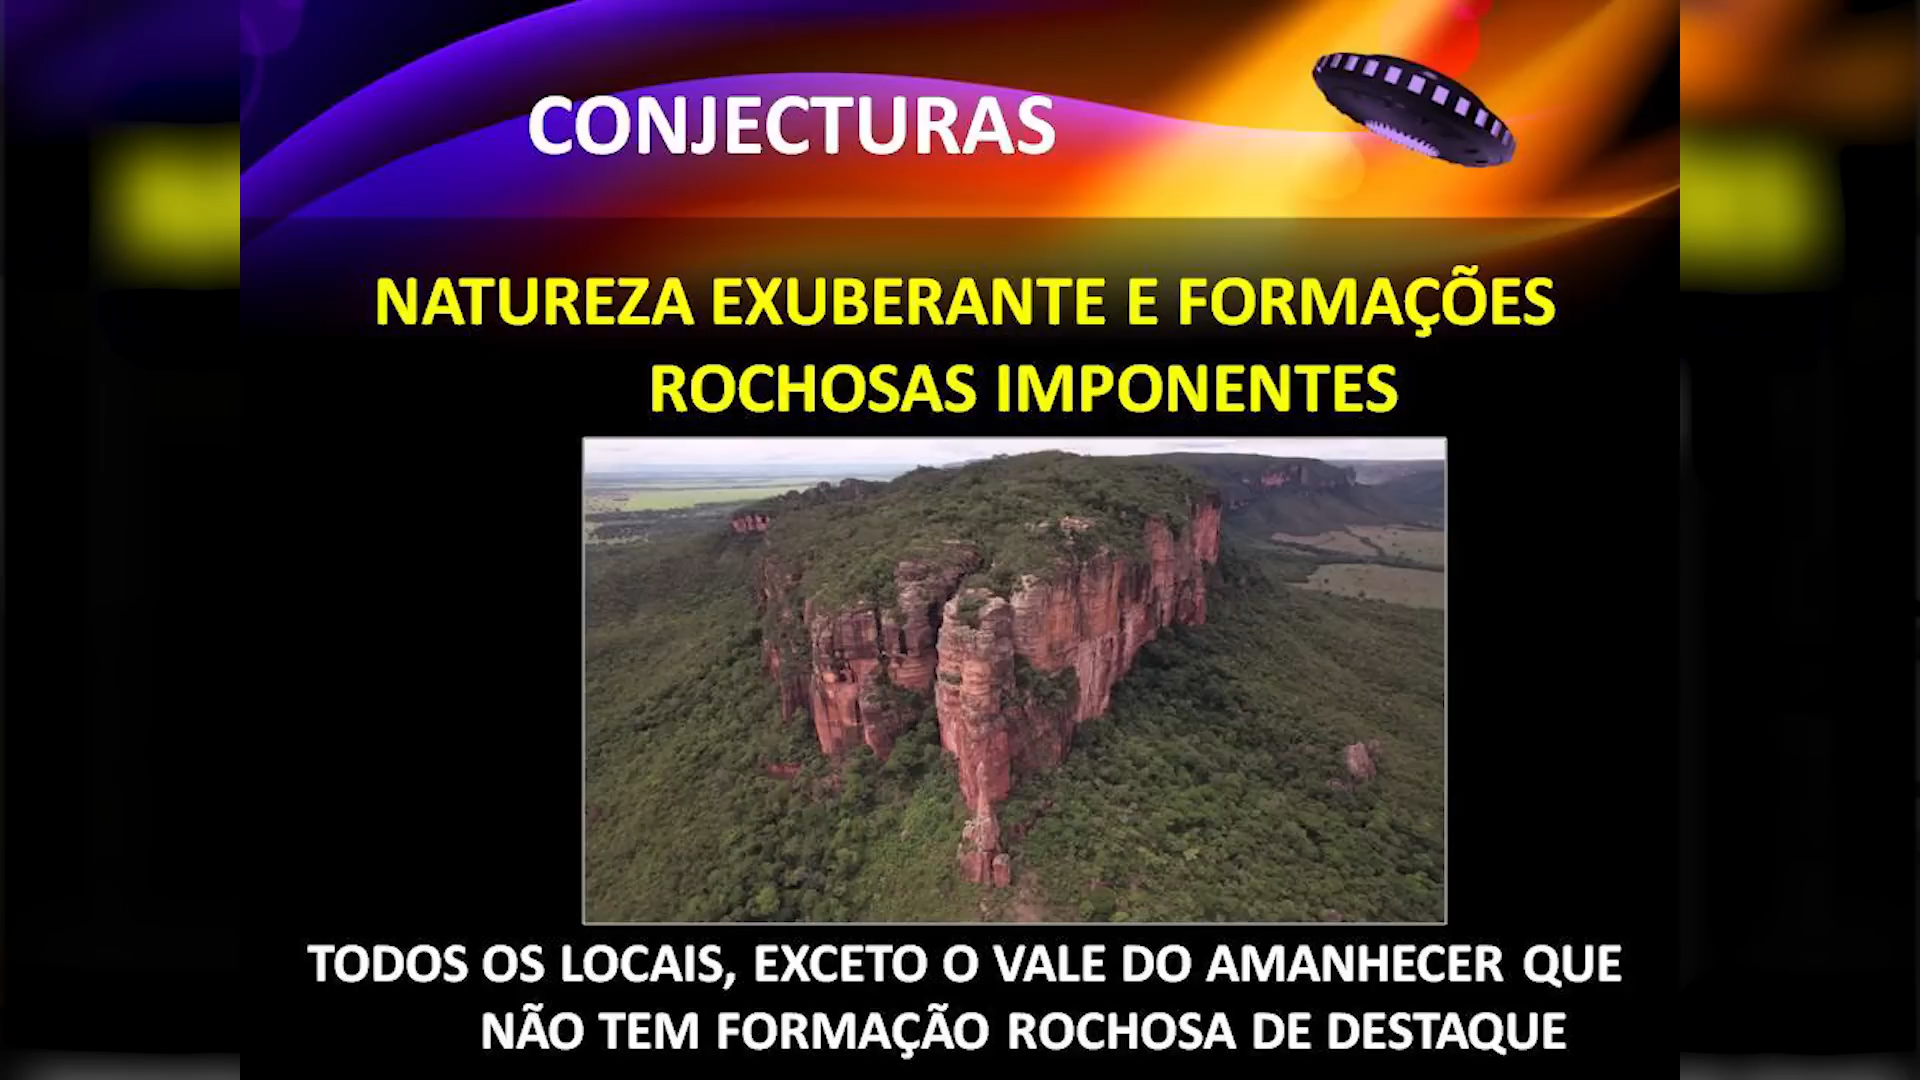 CONJECTURAS
NATUREZA EXUBERANTE E FORMAÇÕES
ROCHOSAS IMPONENTES
TODOS OS LOCAIS, EXCETO O VALE DO AMANHECER QUE
NÃO TEM FORMAÇÃO ROCHOSA DE DESTAQUE